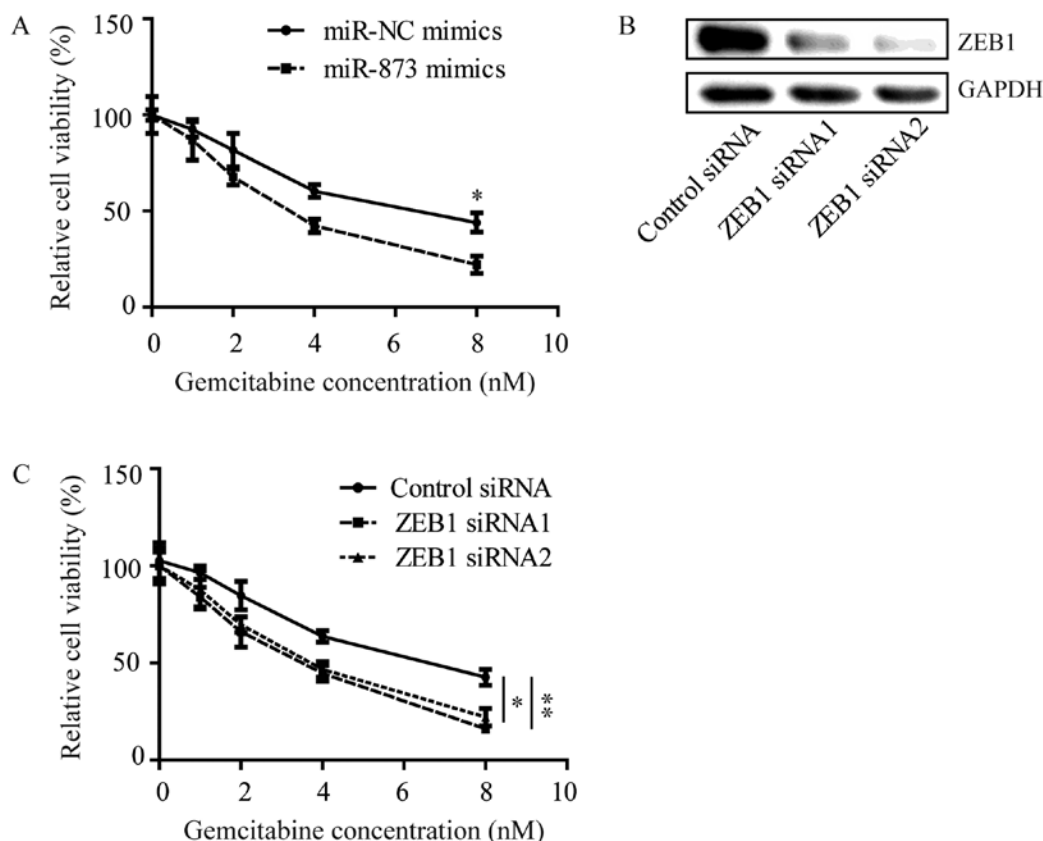 A
150
100
50
0
0 2 4 6 8 10
Relative cell viability (%)
Gemcitabine concentration (nM)
miR-NC mimics
miR-873 mimics
*
B
ZEB1
GAPDH
Control siRNA
ZEB1 siRNA1
ZEB1 siRNA2
C
150
100
50
0
0 2 4 6 8 10
Relative cell viability (%)
Gemcitabine concentration (nM)
Control siRNA
ZEB1 siRNA1
ZEB1 siRNA2
*
**